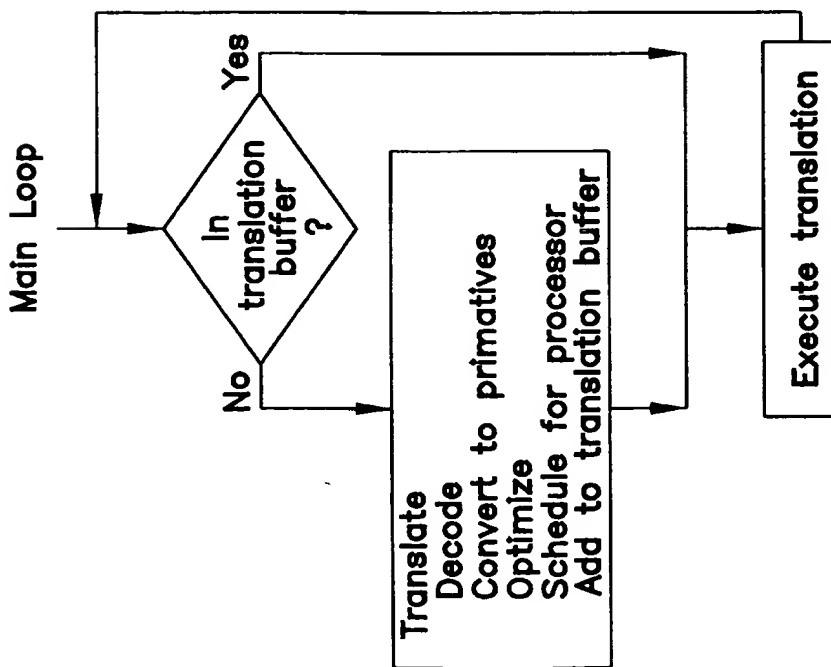 Main Loop
In
translation
buffer
?
Yes
No
Translate
Decode
Convert to primatives
Optimize
Schedule for processor
Add to translation buffer
Execute translation